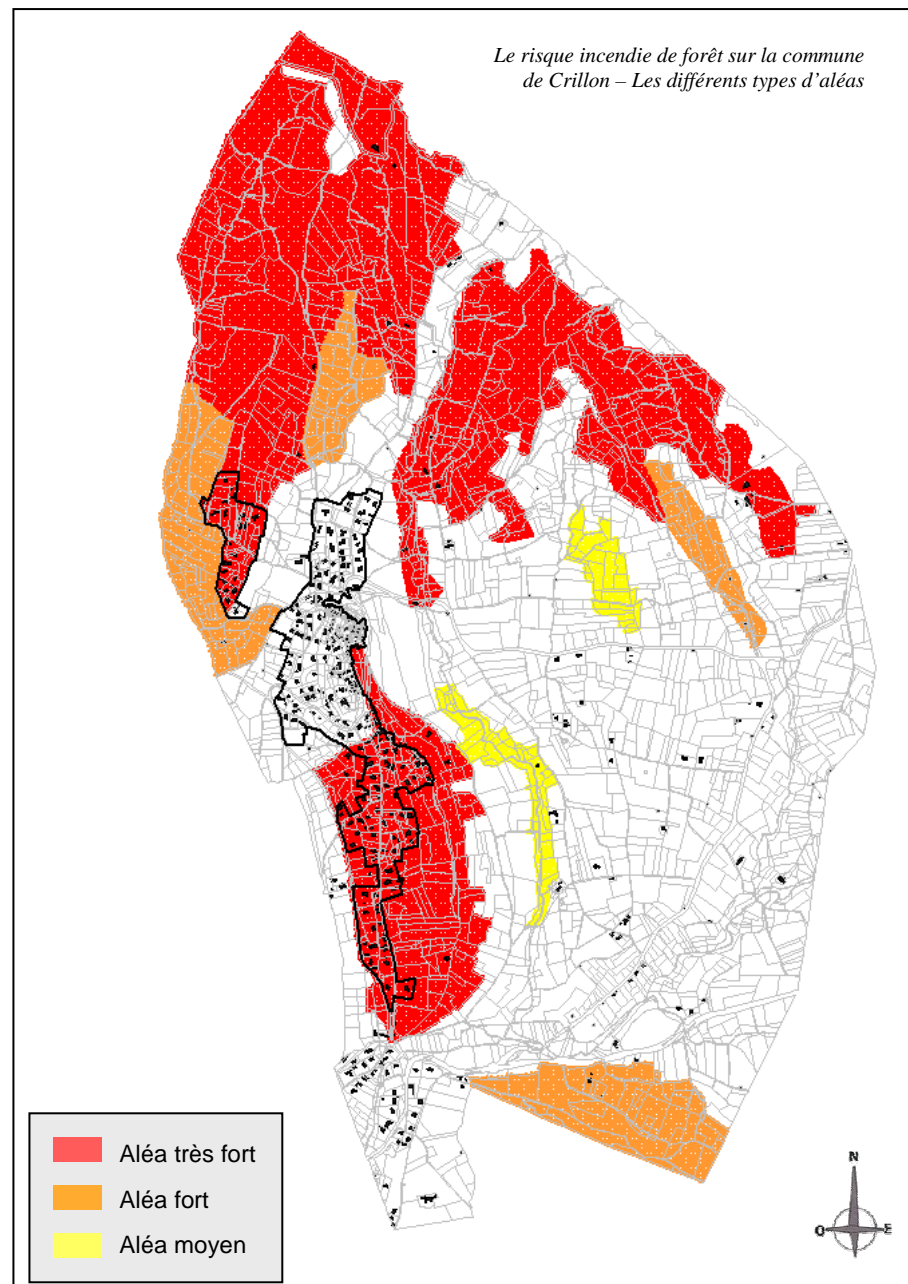 Le risque incendie de forêt sur la commune
de Crillon – Les différents types d'aléas
Aléa très fort
Aléa fort
Aléa moyen
N
O
E